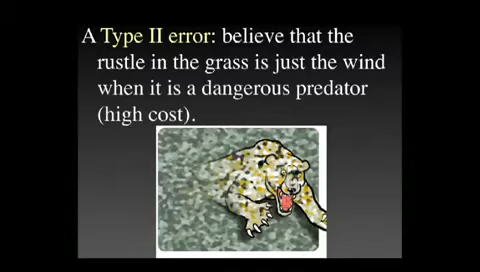 A Type II error: believe that the
rustle in the grass is just the wind
when it is a dangerous predator
(high cost).